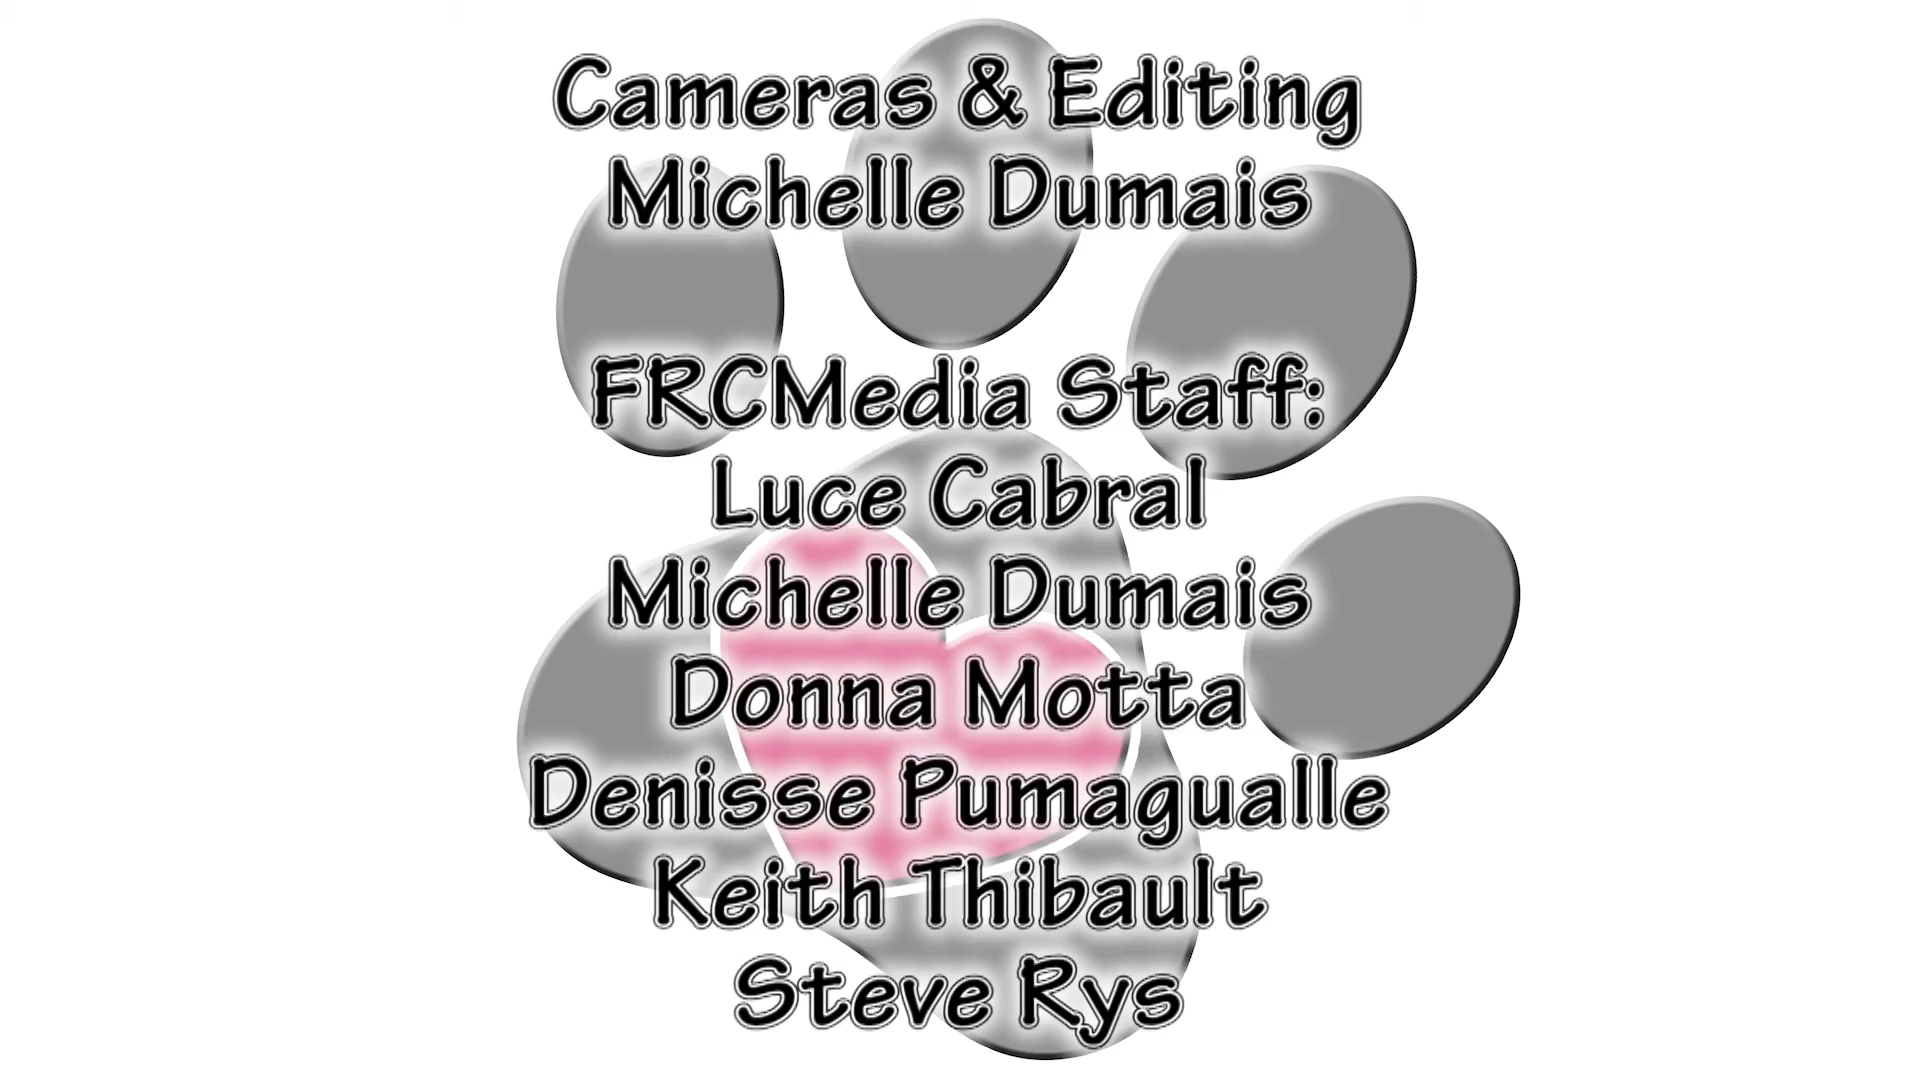 Cameras & Editing
Michelle Dumais
FRCMedia Staff:
Luce Cabral
Michelle Dumais
Donna Motta
Denisse Pumagualle
Keith Thibault
Steve Rys